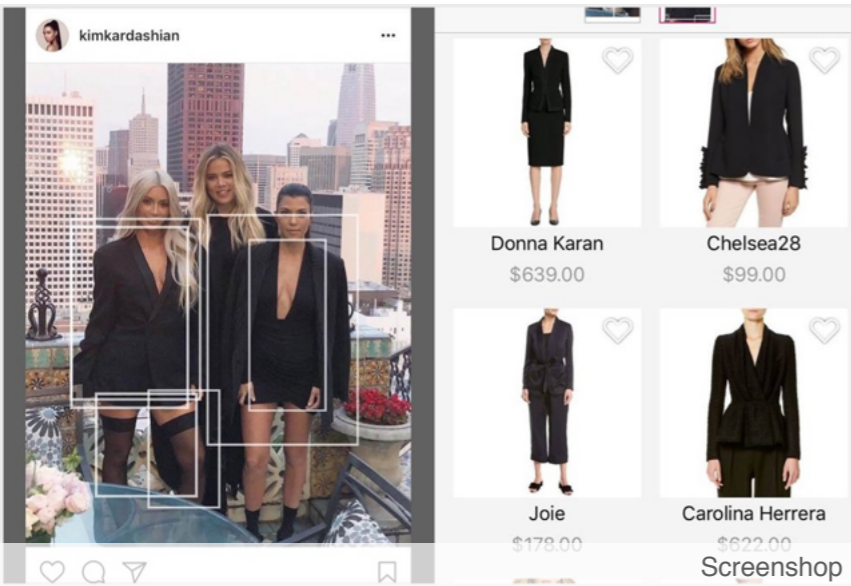 kimkardashian
Donna Karan
$639.00
Chelsea28
$99.00
Joie
$178.00
Carolina Herrera
$622.00
Screenshop